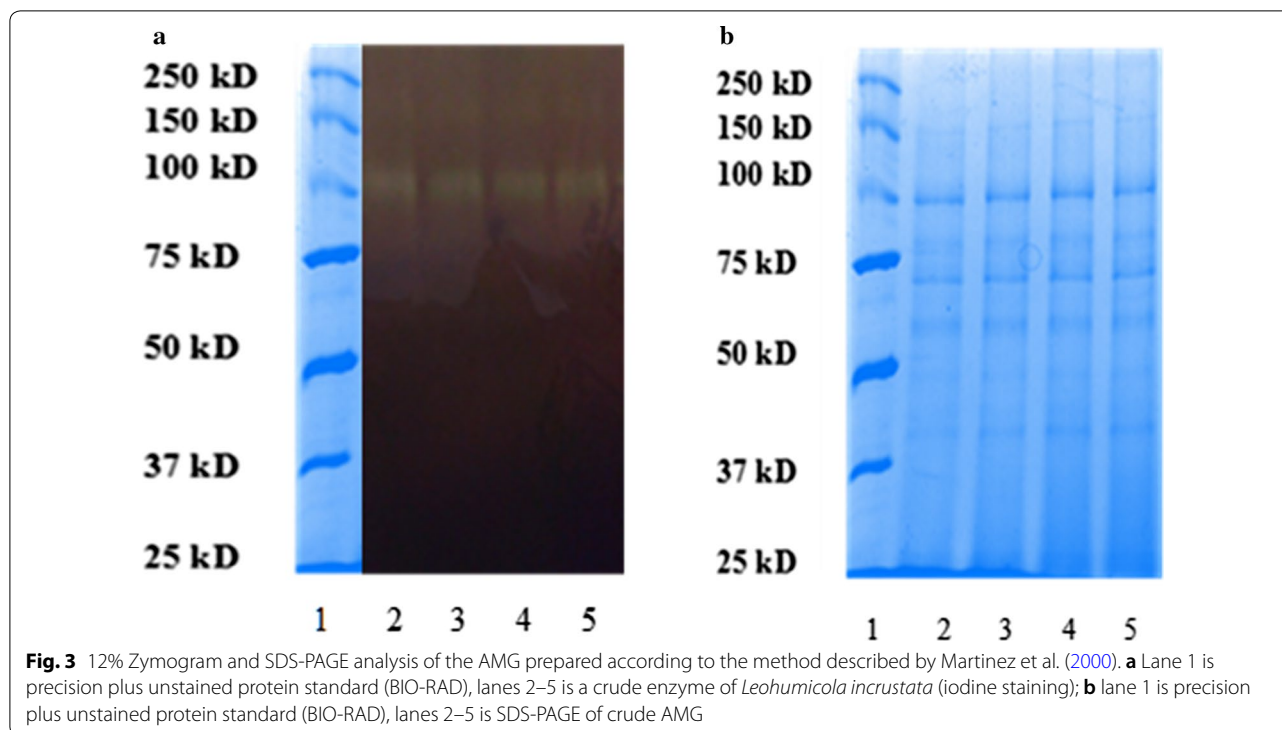 a
250 kD
150 kD
100 kD
75 kD
50 kD
37 kD
25 kD
1 2 3 4 5
b
250 kD
150 kD
100 kD
75 kD
50 kD
37 kD
25 kD
1 2 3 4 5
Fig. 3 12% Zymogram and SDS-PAGE analysis of the AMG prepared according to the method described by Martinez et al. (2000). a Lane 1 is
precision plus unstained protein standard (BIO-RAD), lanes 2–5 is a crude enzyme of Leohumicola incrustata (iodine staining); b lane 1 is precision
plus unstained protein standard (BIO-RAD), lanes 2–5 is SDS-PAGE of crude AMG